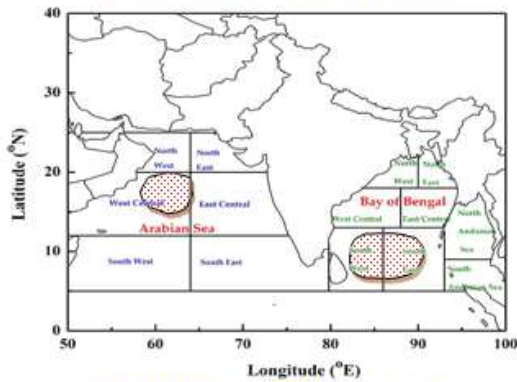 40
30
20
10
0
Latitude (°N)
North
West
North
East
West Central
East Central
Arabian Sea
South West
South East
North
West
North
East
Bay of Bengal
West Central
East Central
North
Andaman
Sea
South
West
South
Andaman Sea
50 60 70 80 90 100
Longitude (°E)